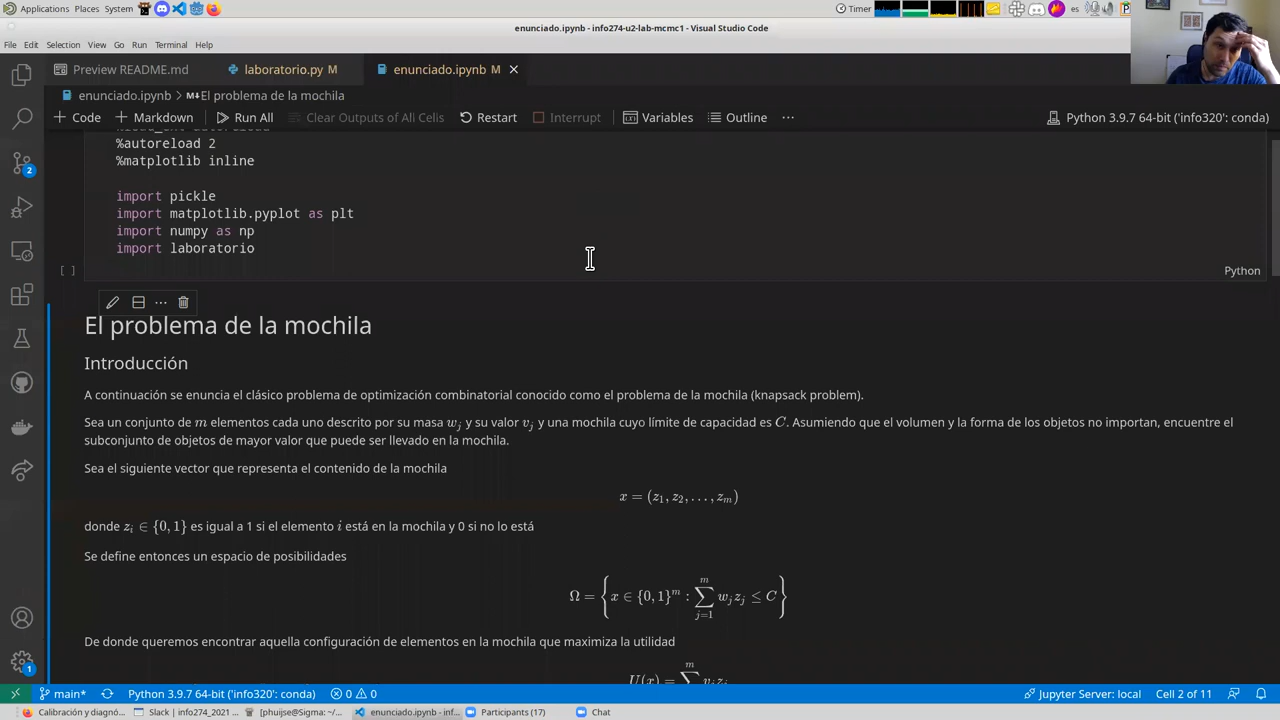 Applications Places System Timer es
enunciado.ipynb - info274-u2-lab-mcmc1 - Visual Studio Code
File Edit Selection View Go Run Terminal Help
Preview README.md laboratorio.py M enunciado.ipynb M
enunciado.ipynb > M↓El problema de la mochila
+ Code + Markdown Run All Clear Outputs of All Cells Restart Interrupt Variables Outline ... Python 3.9.7 64-bit ('info320': conda)
%autoreload 2
%matplotlib inline
import pickle
import matplotlib.pyplot as plt
import numpy as np
import laboratorio
[ ] Python
El problema de la mochila
Introducción
A continuación se enuncia el clásico problema de optimización combinatorial conocido como el problema de la mochila (knapsack problem).
Sea un conjunto de m elementos cada uno descrito por su masa w_j y su valor v_j y una mochila cuyo límite de capacidad es C. Asumiendo que el volumen y la forma de los objetos no importan, encuentre el
subconjunto de objetos de mayor valor que puede ser llevado en la mochila.
Sea el siguiente vector que representa el contenido de la mochila
x = (z_1, z_2, ..., z_m)
donde z_i ∈ {0, 1} es igual a 1 si el elemento i está en la mochila y 0 si no lo está
Se define entonces un espacio de posibilidades
Ω = { x ∈ {0, 1}^m : ∑_{j=1}^m w_j z_j ≤ C }
De donde queremos encontrar aquella configuración de elementos en la mochila que maximiza la utilidad
U(x) = ∑^m v_j z_j
main* Python 3.9.7 64-bit ('info320': conda) 0 0 Jupyter Server: local Cell 2 of 11
Calibración y diagnó... Slack | info274_2021 ... [phuijse@Sigma: ~/... enunciado.ipynb - inf... Participants (17) Chat